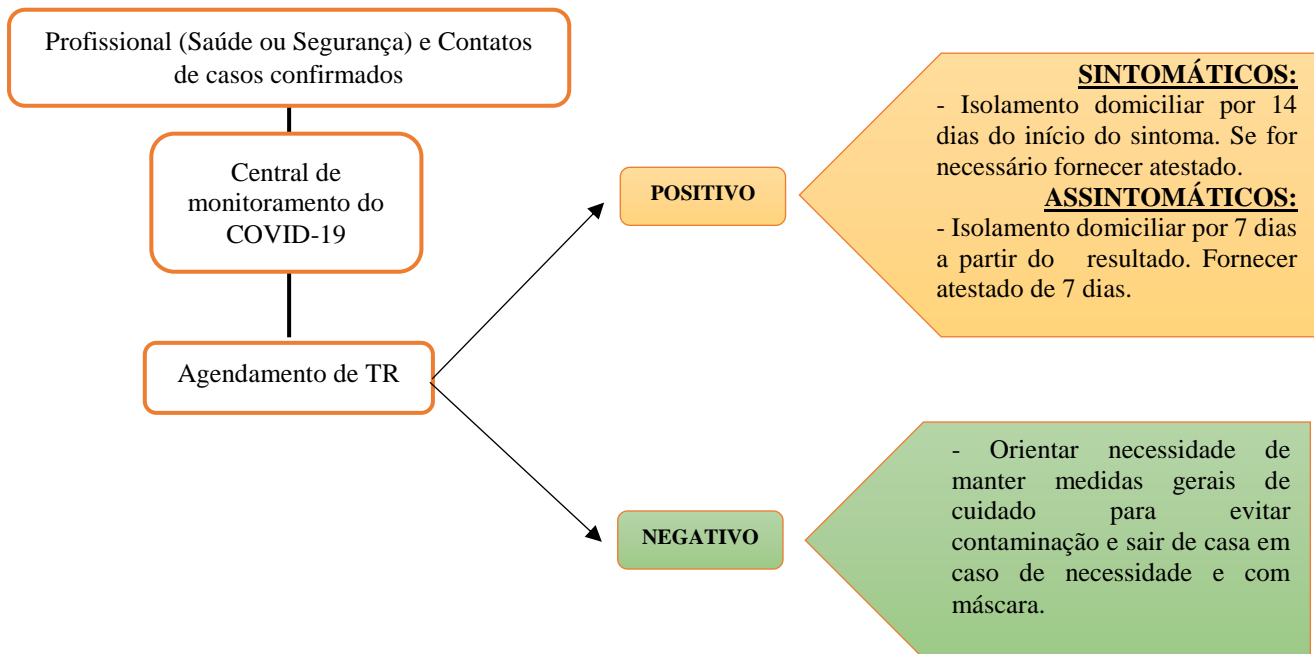 Profissional (Saúde ou Segurança) e Contatos
de casos confirmados
Central de
monitoramento do
COVID-19
Agendamento de TR
POSITIVO
SINTOMÁTICOS:
- Isolamento domiciliar por 14
dias do início do sintoma. Se for
necessário fornecer atestado.
ASSINTOMÁTICOS:
- Isolamento domiciliar por 7 dias
a partir do resultado. Fornecer
atestado de 7 dias.
NEGATIVO
- Orientar necessidade de
manter medidas gerais de
cuidado para evitar
contaminação e sair de casa em
caso de necessidade e com
máscara.